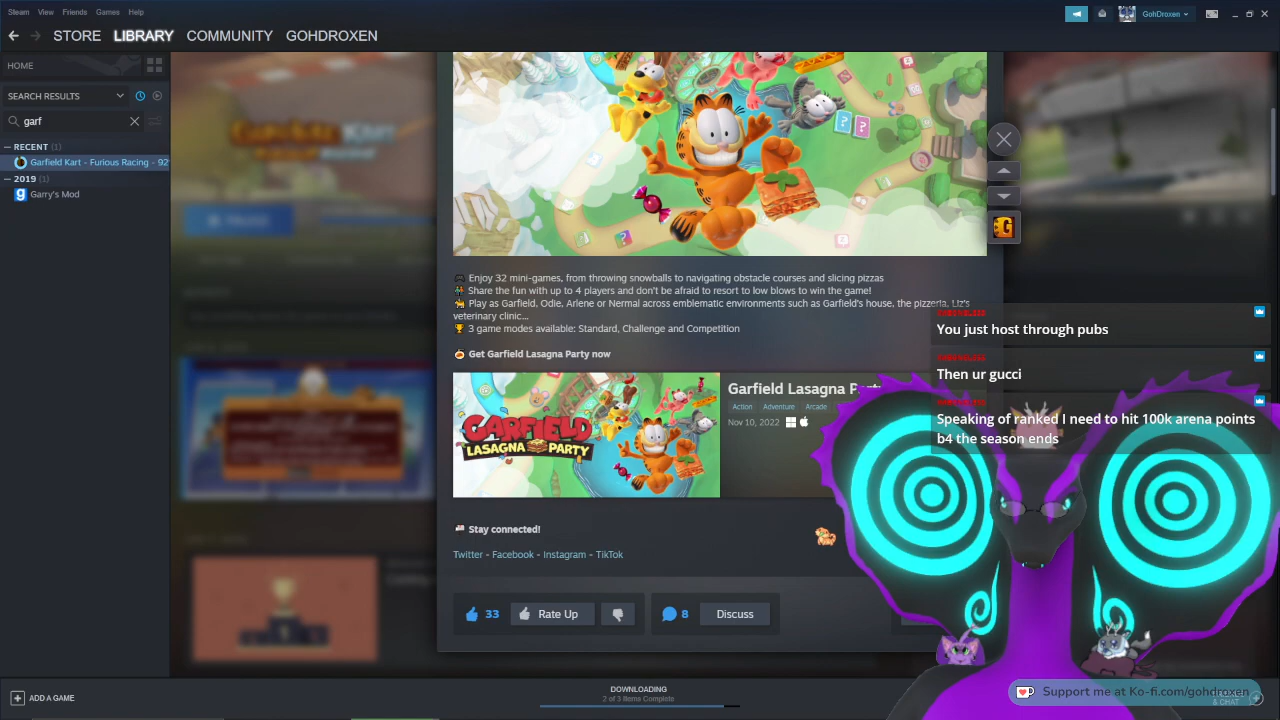 Steam View Friends Games Help
GohDroxen
STORE LIBRARY COMMUNITY GOHDROXEN
HOME
SEARCH RESULTS
garf
RECENT (1)
Garfield Kart - Furious Racing - 92
2019 (1)
Garry's Mod
Enjoy 32 mini-games, from throwing snowballs to navigating obstacle courses and slicing pizzas
Share the fun with up to 4 players and don't be afraid to resort to low blows to win the game!
Play as Garfield, Odie, Arlene or Nermal across emblematic environments such as Garfield's house, the pizzeria, Liz's
veterinary clinic...
3 game modes available: Standard, Challenge and Competition
Get Garfield Lasagna Party now
GARFIELD
LASAGNA PARTY
Garfield Lasagna Party
Action Adventure Arcade
Nov 10, 2022
You just host through pubs
Then ur gucci
Speaking of ranked I need to hit 100k arena points
b4 the season ends
Stay connected!
Twitter - Facebook - Instagram - TikTok
33 Rate Up
8 Discuss
ADD A GAME
DOWNLOADING
2 of 3 Items Complete
Support me at Ko-fi.com/gohdroxen
& CHAT